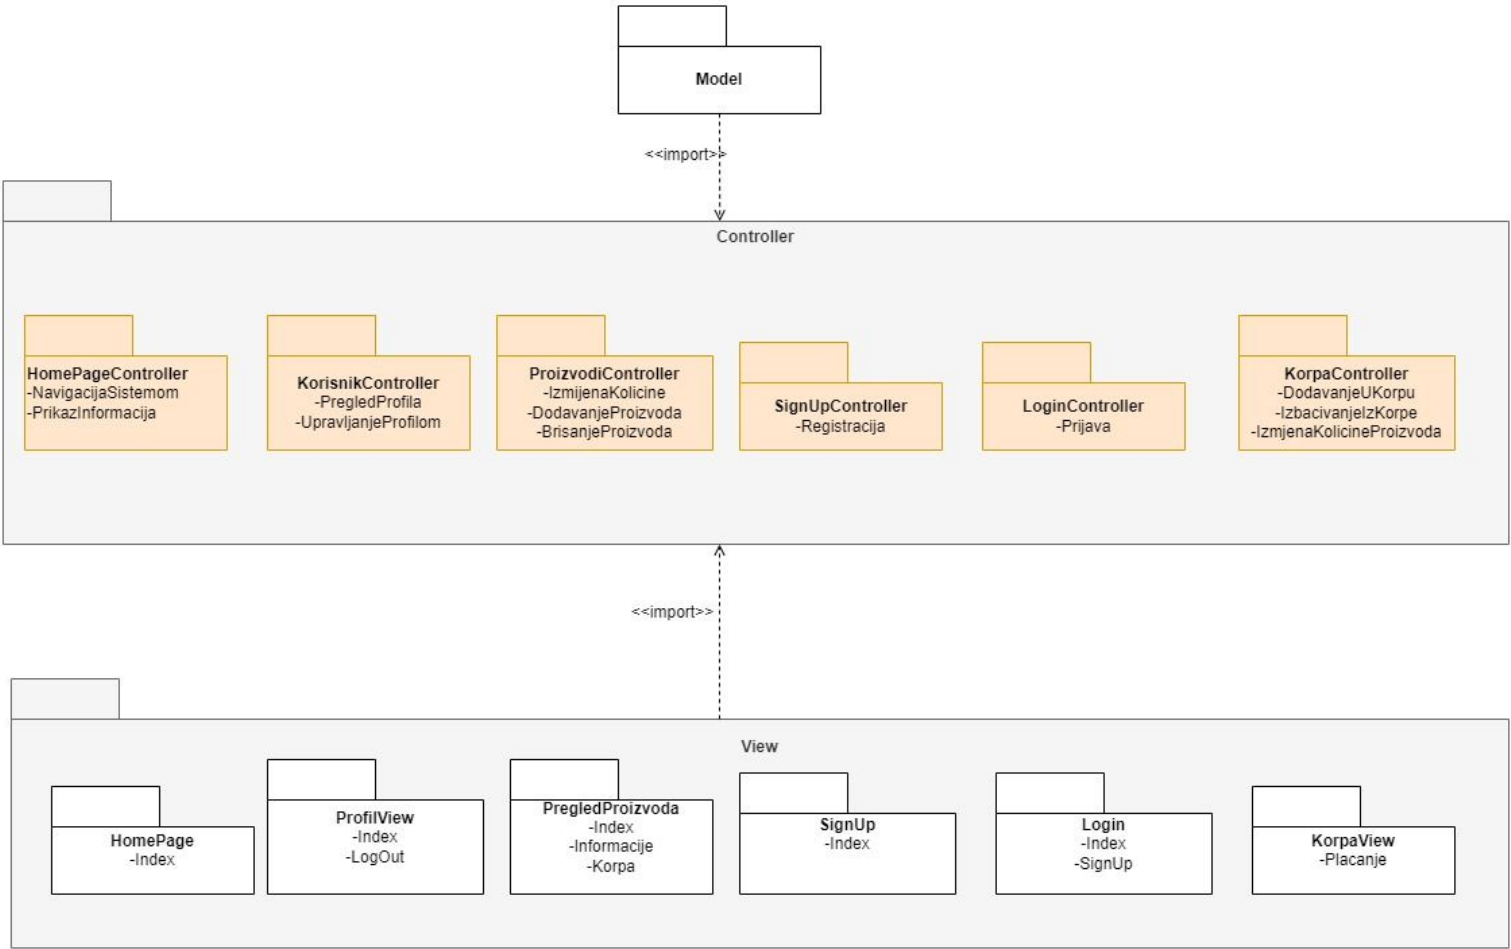 Model
<<import>>
Controller
HomePageController
-NavigacijaSistemom
-PrikazInformacija
KorisnikController
-PregledProfila
-UpravljanjeProfilom
ProizvodiController
-IzmijenaKolicine
-DodavanjeProizvoda
-BrisanjeProizvoda
SignUpController
-Registracija
LoginController
-Prijava
KorpaController
-DodavanjeUKorpu
-IzbacivanjeIzKorpe
-IzmjenaKolicineProizvoda
<<import>>
View
HomePage
-Index
ProfilView
-Index
-LogOut
PregledProizvoda
-Index
-Informacije
-Korpa
SignUp
-Index
Login
-Index
-SignUp
KorpaView
-Placanje